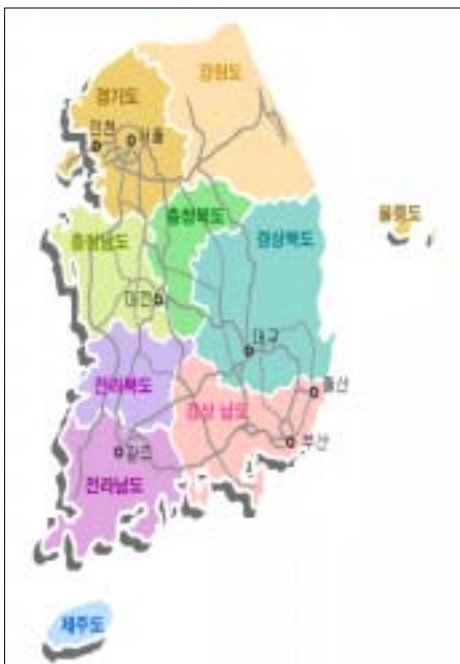 강원도
경기도
인천
서울
충청북도
울릉도
충청남도
경상북도
대전
대구
전라북도
울산
경상 남도
부산
광주
전라남도
제주도